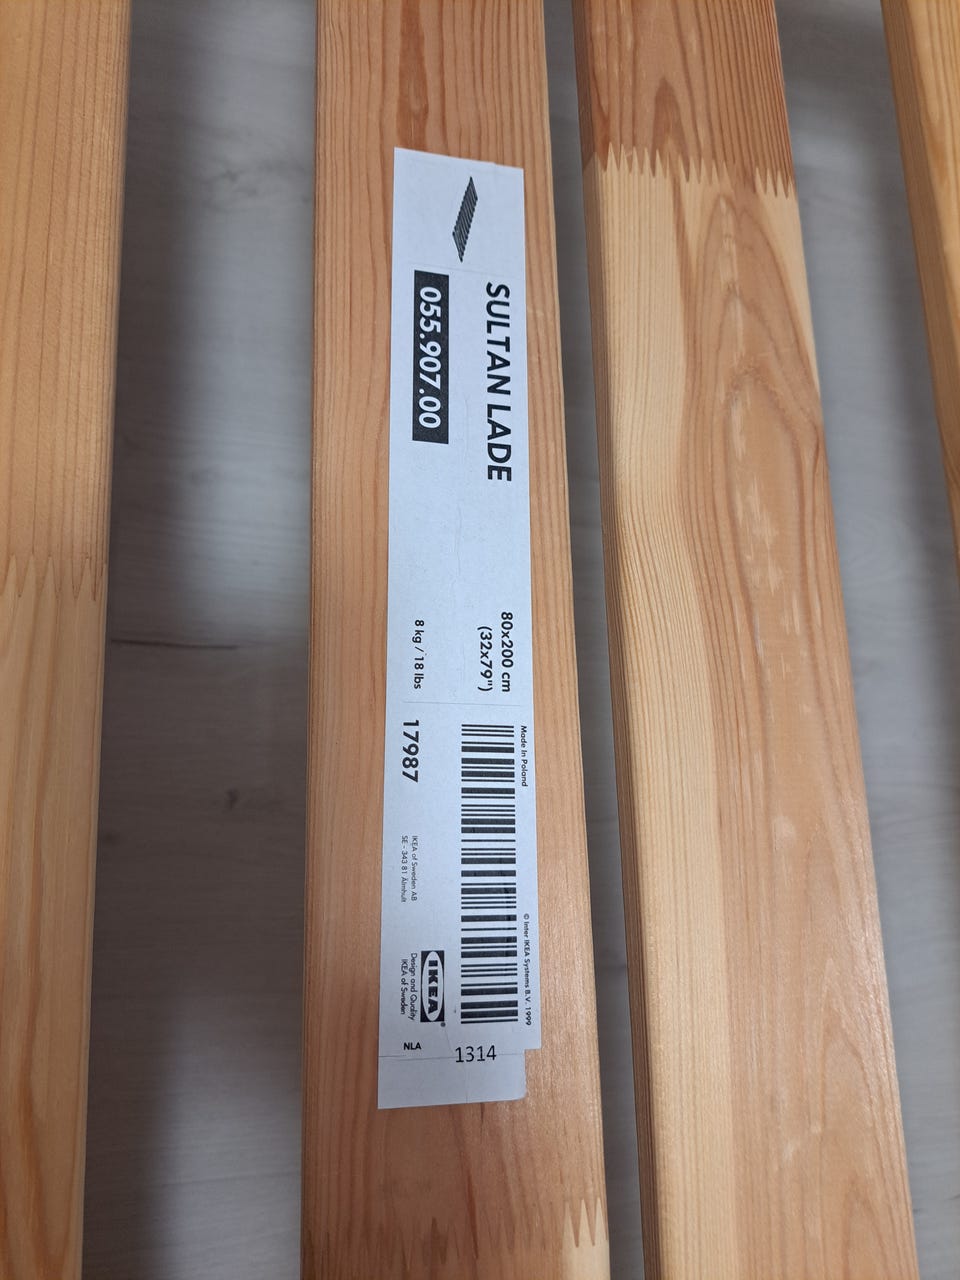 SULTAN LADE
055.907.00
80x200 cm
(32x79")
8 kg / 18 lbs
Made in Poland
17987
IKEA of Sweden AB
SE - 343 81 Älmhult
© Inter IKEA Systems B.V. 1999
IKEA®
Design and Quality
IKEA of Sweden
1314
NLA